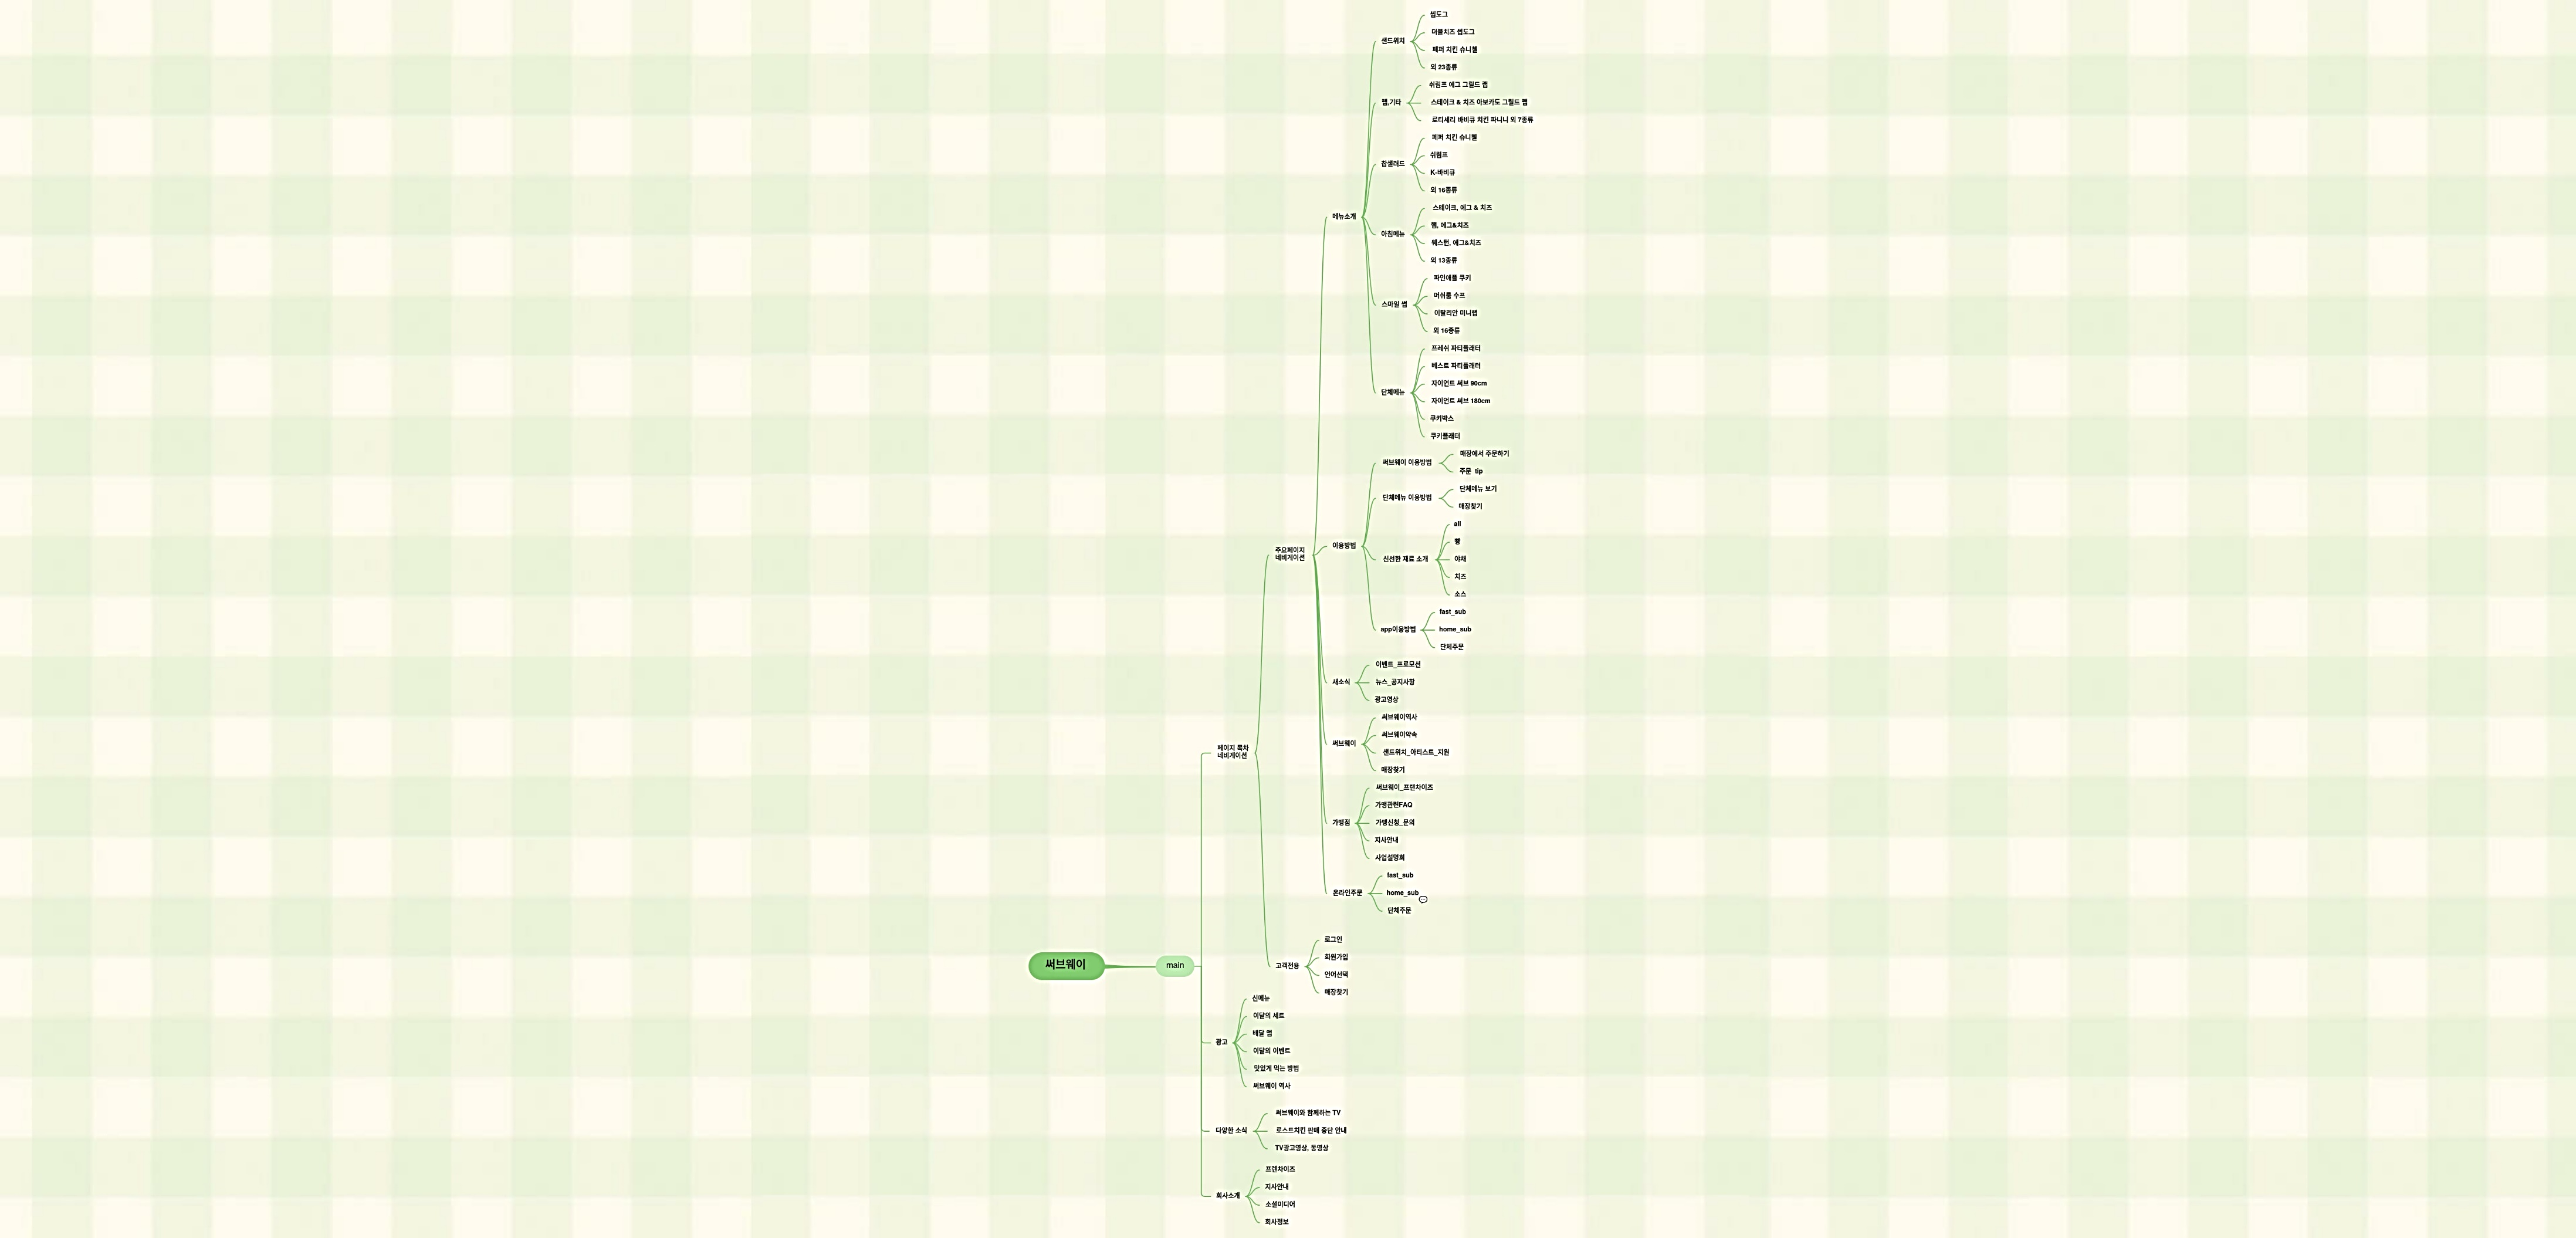 써브웨이
main
페이지 목차
네비게이션
주요페이지
네비게이션
메뉴소개
샌드위치
썹도그
더블치즈 썹도그
페퍼 치킨 슈니첼
외 23종류
랩,기타
쉬림프 에그 그릴드 랩
스테이크 & 치즈 아보카도 그릴드 랩
로티세리 바비큐 치킨 파니니 외 7종류
찹샐러드
페퍼 치킨 슈니첼
쉬림프
K-바비큐
외 16종류
아침메뉴
스테이크, 에그 & 치즈
햄, 에그&치즈
웨스턴, 에그&치즈
외 13종류
스마일 썹
파인애플 쿠키
머쉬룸 수프
이탈리안 미니랩
외 16종류
단체메뉴
프레쉬 파티플래터
베스트 파티플래터
자이언트 써브 90cm
자이언트 써브 180cm
쿠키박스
쿠키플래터
이용방법
써브웨이 이용방법
매장에서 주문하기
주문 tip
단체메뉴 이용방법
단체메뉴 보기
매장찾기
신선한 재료 소개
all
빵
야채
치즈
소스
app이용방법
fast_sub
home_sub
단체주문
새소식
이벤트_프로모션
뉴스_공지사항
광고영상
써브웨이
써브웨이역사
써브웨이약속
샌드위치_아티스트_지원
매장찾기
가맹점
써브웨이_프랜차이즈
가맹관련FAQ
가맹신청_문의
지사안내
사업설명회
온라인주문
fast_sub
home_sub
단체주문
고객전용
로그인
회원가입
언어선택
매장찾기
광고
신메뉴
이달의 세트
배달 앱
이달의 이벤트
맛있게 먹는 방법
써브웨이 역사
다양한 소식
써브웨이와 함께하는 TV
로스트치킨 판매 중단 안내
TV광고영상, 동영상
회사소개
프랜차이즈
지사안내
소셜미디어
회사정보